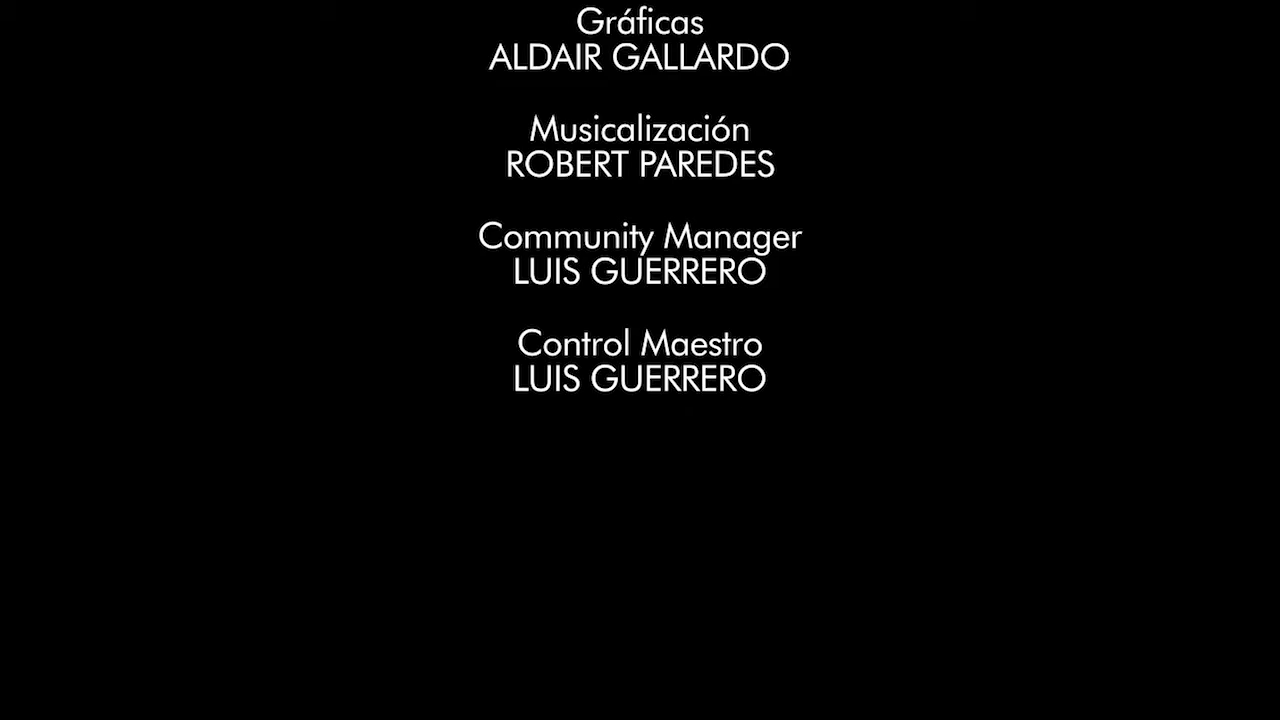 Gráficas
ALDAIR GALLARDO
Musicalización
ROBERT PAREDES
Community Manager
LUIS GUERRERO
Control Maestro
LUIS GUERRERO